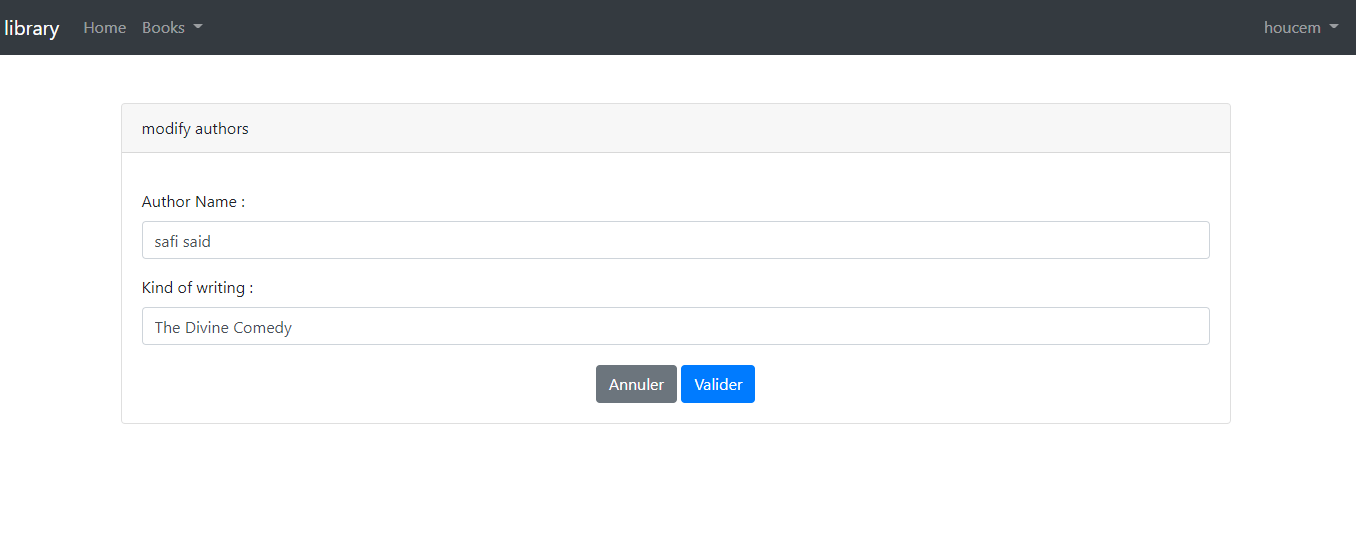 library Home Books houcem
modify authors
Author Name :
safi said
Kind of writing :
The Divine Comedy
Annuler Valider